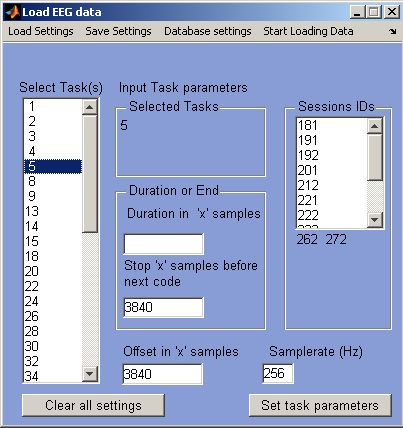 Load EEG data
Load Settings Save Settings Database settings Start Loading Data
Select Task(s)
1
2
3
4
5
8
9
13
14
15
18
20
22
24
26
28
30
32
34
Input Task parameters
Selected Tasks
5
Sessions IDs
181
191
192
201
212
221
222
262 272
Duration or End
Duration in 'x' samples
Stop 'x' samples before
next code
3840
Offset in 'x' samples
3840
Samplerate (Hz)
256
Clear all settings
Set task parameters